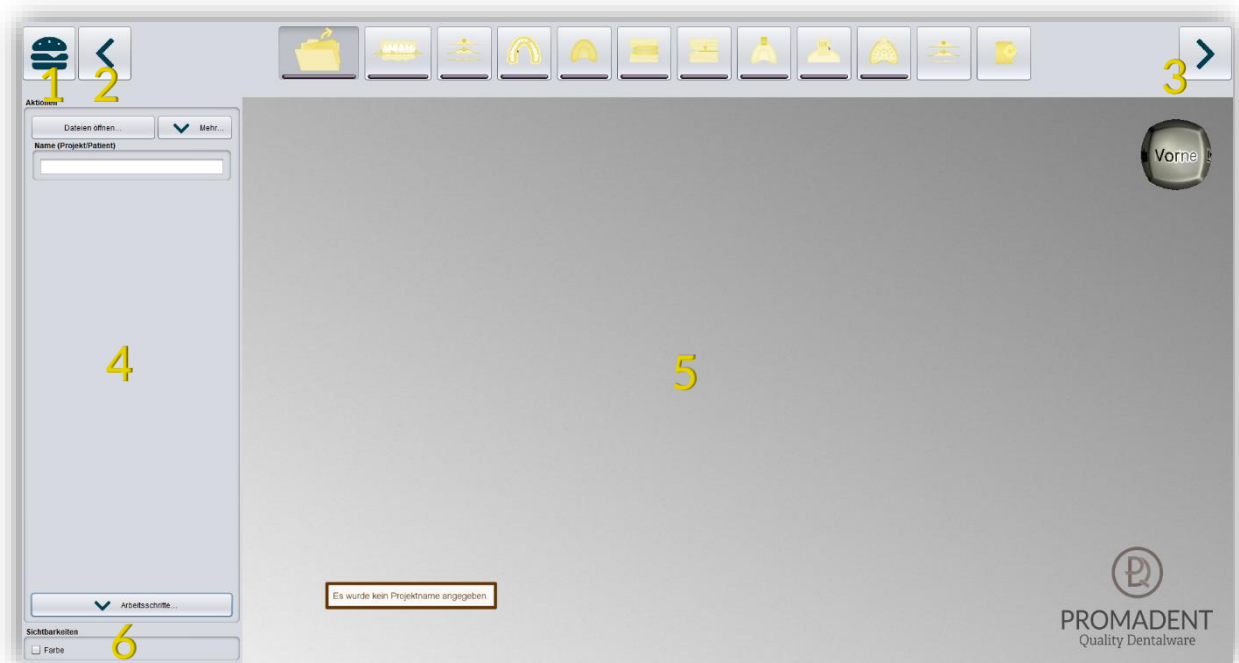 1
2
3
Aktionen
Dateien öffnen...
Mehr...
Name (Projekt/Patient)
Vorne
4
5
Es wurde kein Projektname angegeben.
Arbeitsschritte...
Sichtbarkeiten
Farbe
6
PROMADENT
Quality Dentalware